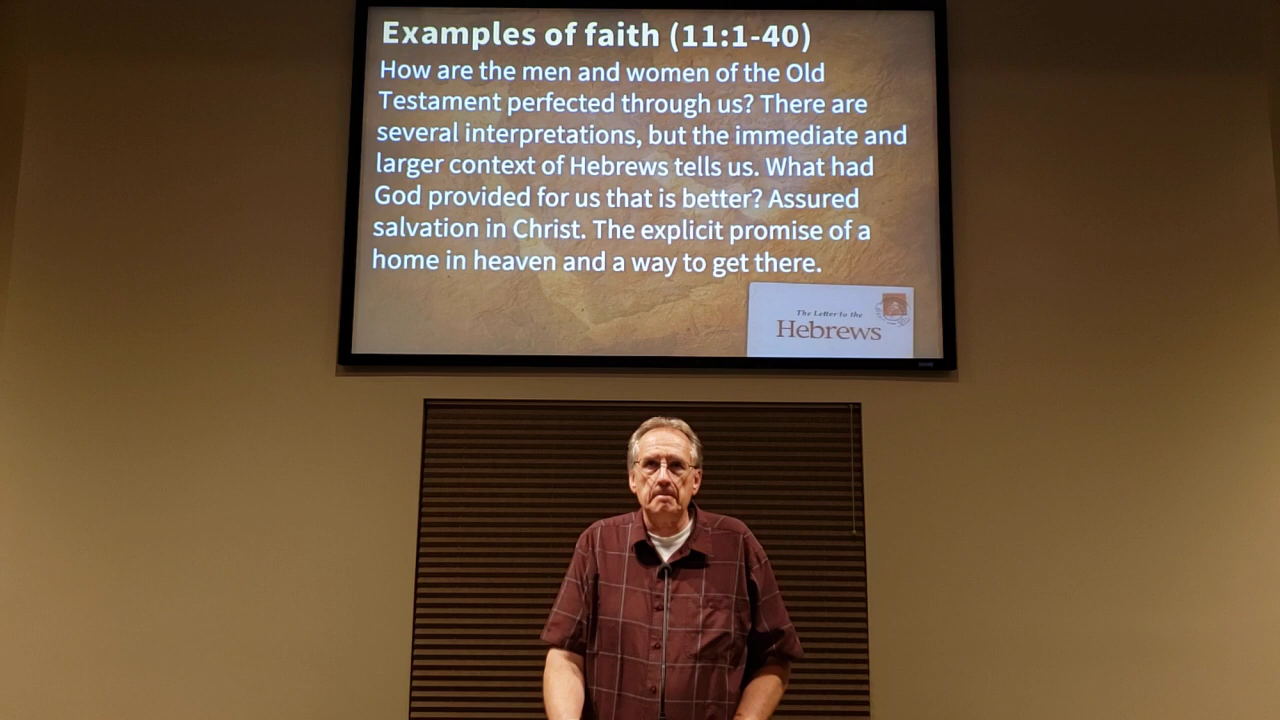 Examples of faith (11:1-40)
How are the men and women of the Old
Testament perfected through us? There are
several interpretations, but the immediate and
larger context of Hebrews tells us. What had
God provided for us that is better? Assured
salvation in Christ. The explicit promise of a
home in heaven and a way to get there.
The Letter to the
Hebrews